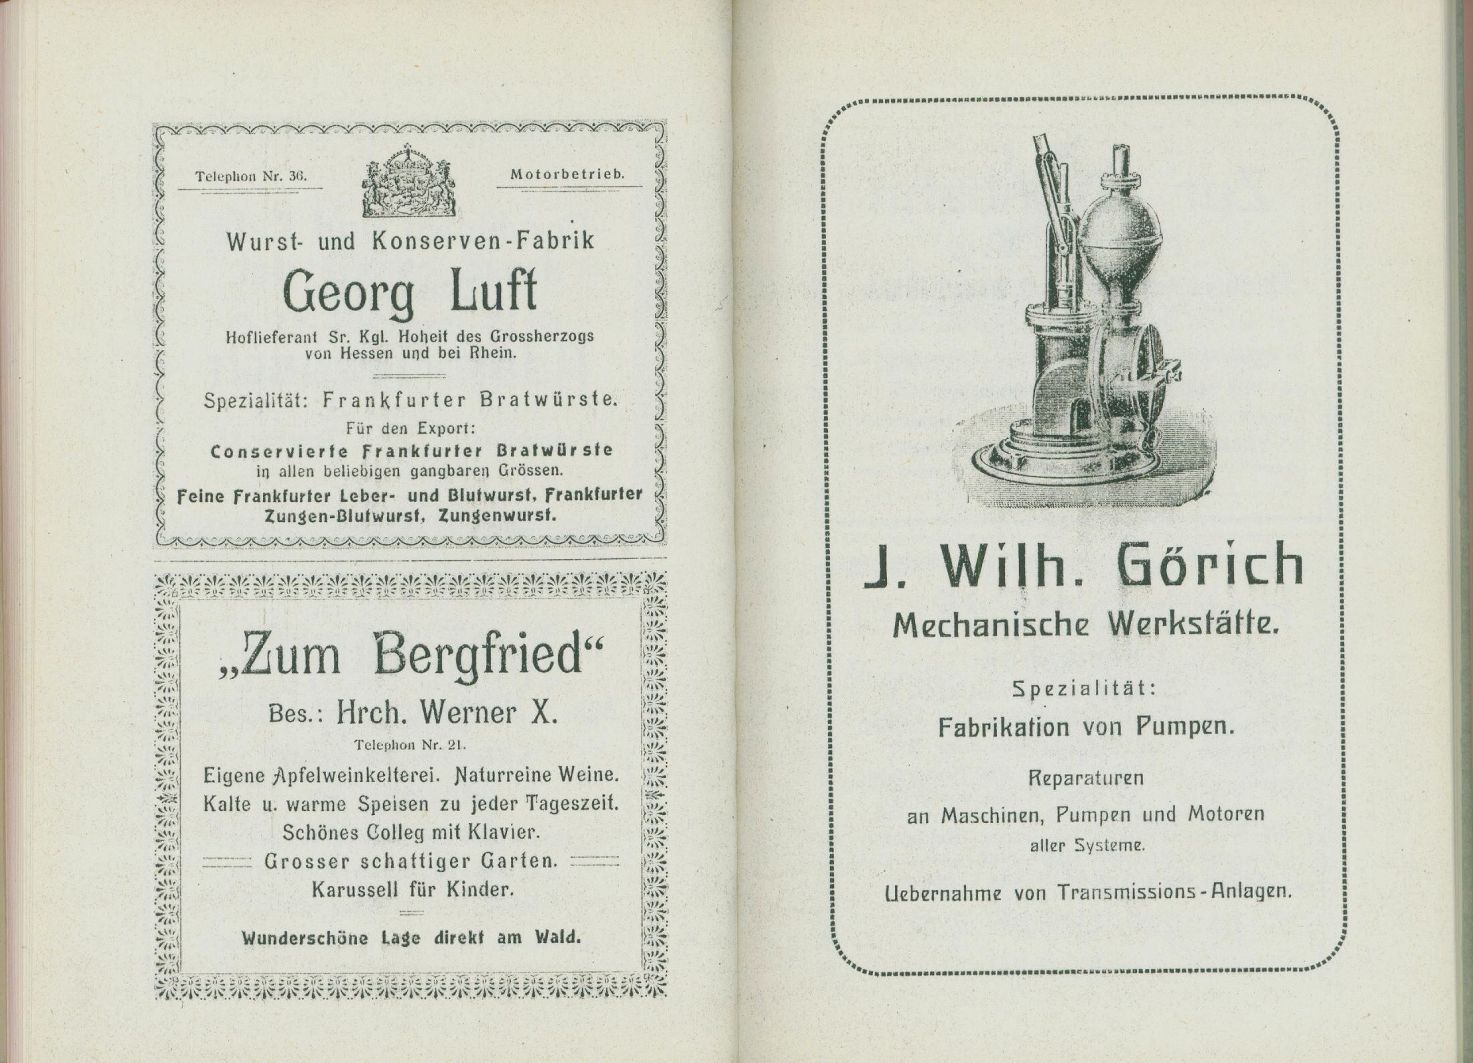 Telephon Nr. 36.
Motorbetrieb.
Wurst- und Konserven-Fabrik
Georg Luft
Hoflieferant Sr. Kgl. Hoheit des Grossherzogs
von Hessen und bei Rhein.
Spezialität: Frankfurter Bratwürste.
Für den Export:
Conservierte Frankfurter Bratwürste
in allen beliebigen gangbaren Grössen.
Feine Frankfurter Leber- und Blutwurst, Frankfurter
Zungen-Blutwurst, Zungenwurst.
„Zum Bergfried“
Bes.: Hrch. Werner X.
Telephon Nr. 21.
Eigene Apfelweinkelterei. Naturreine Weine.
Kalte u. warme Speisen zu jeder Tageszeit.
Schönes Colleg mit Klavier.
Grosser schattiger Garten.
Karussell für Kinder.
Wunderschöne Lage direkt am Wald.
J. Wilh. Görich
Mechanische Werkstätte.
Spezialität:
Fabrikation von Pumpen.
Reparaturen
an Maschinen, Pumpen und Motoren
aller Systeme.
Uebernahme von Transmissions-Anlagen.